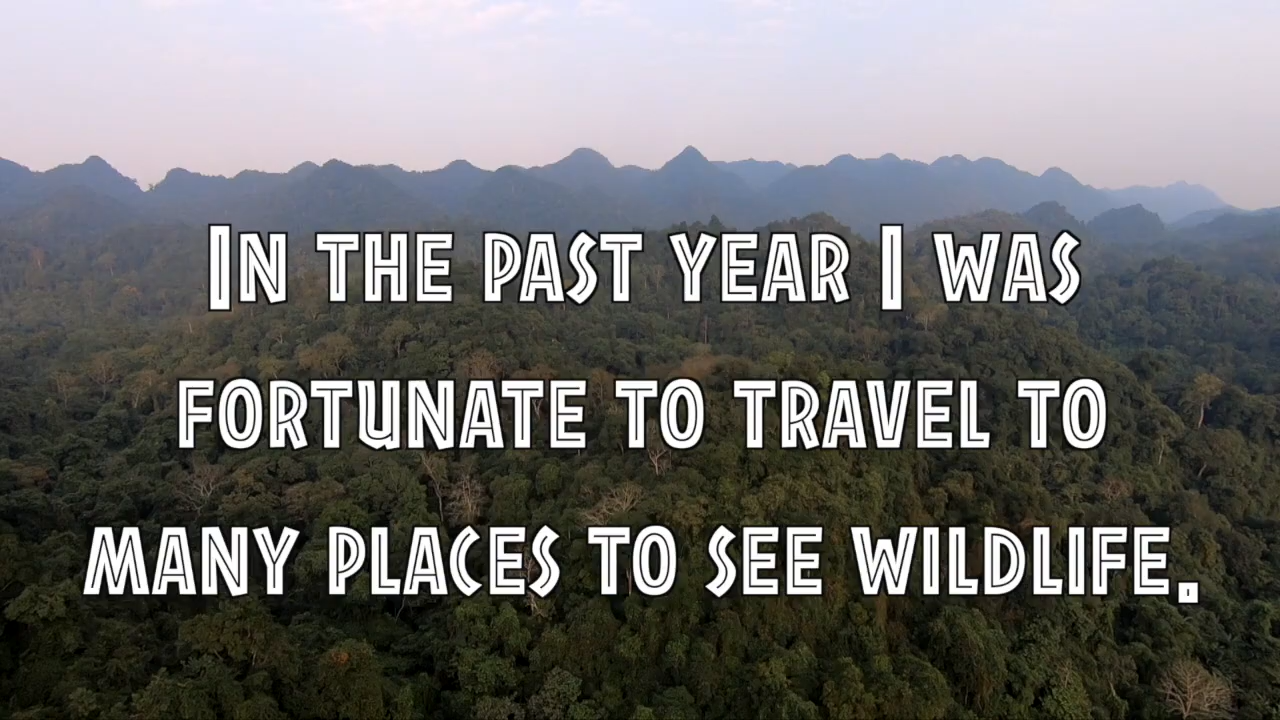 In the past year I was
fortunate to travel to
many places to see wildlife.